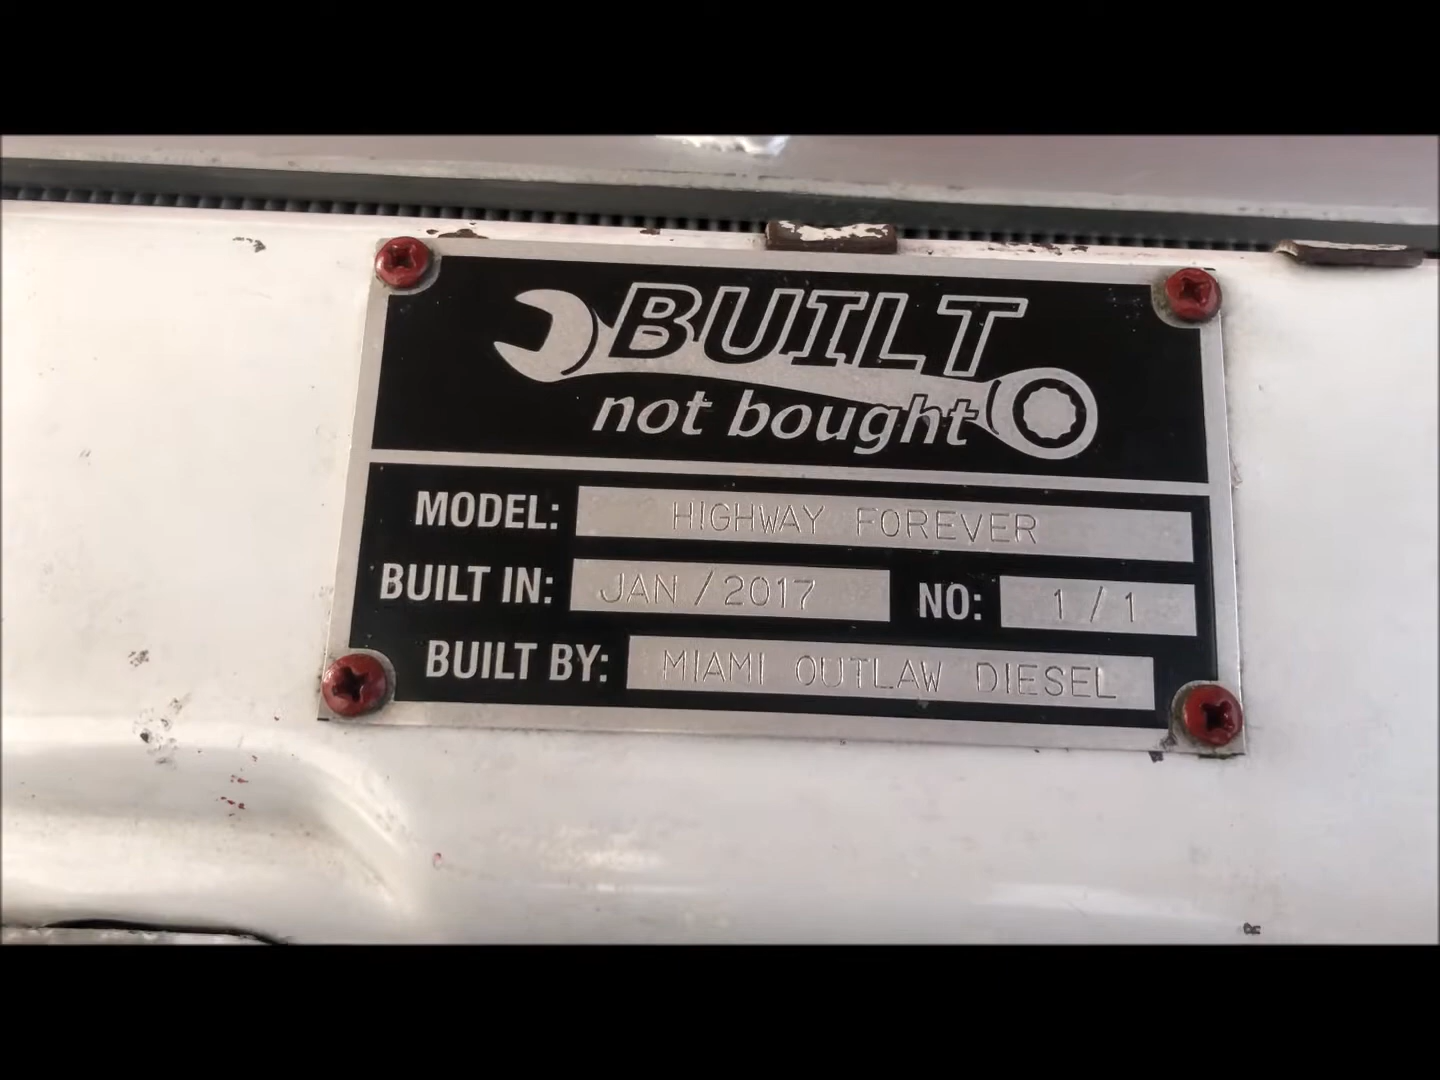 BUILT
not bought
MODEL: HIGHWAY FOREVER
BUILT IN: JAN / 2017 NO: 1 / 1
BUILT BY: MIAMI OUTLAW DIESEL